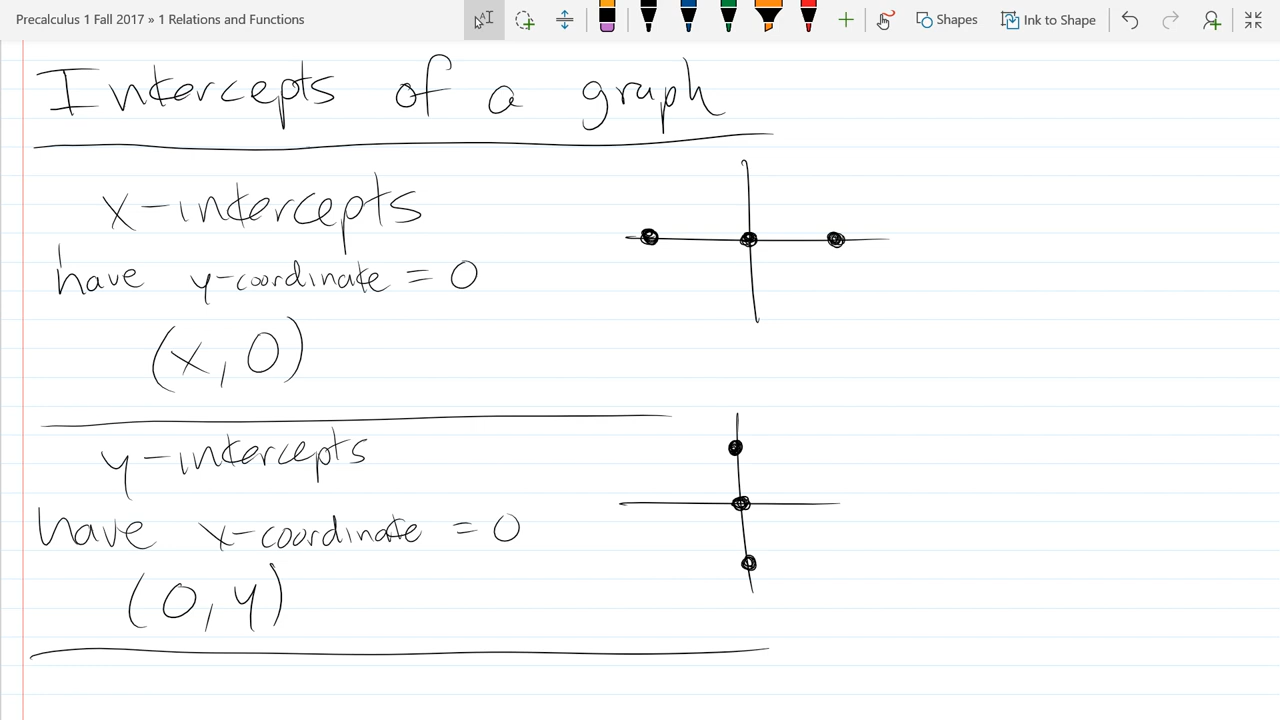 Precalculus 1 Fall 2017 » 1 Relations and Functions
Shapes
Ink to Shape
Intercepts of a graph
x-intercepts
have y-coordinate = 0
(x, 0)
y-intercepts
have x-coordinate = 0
(0, y)